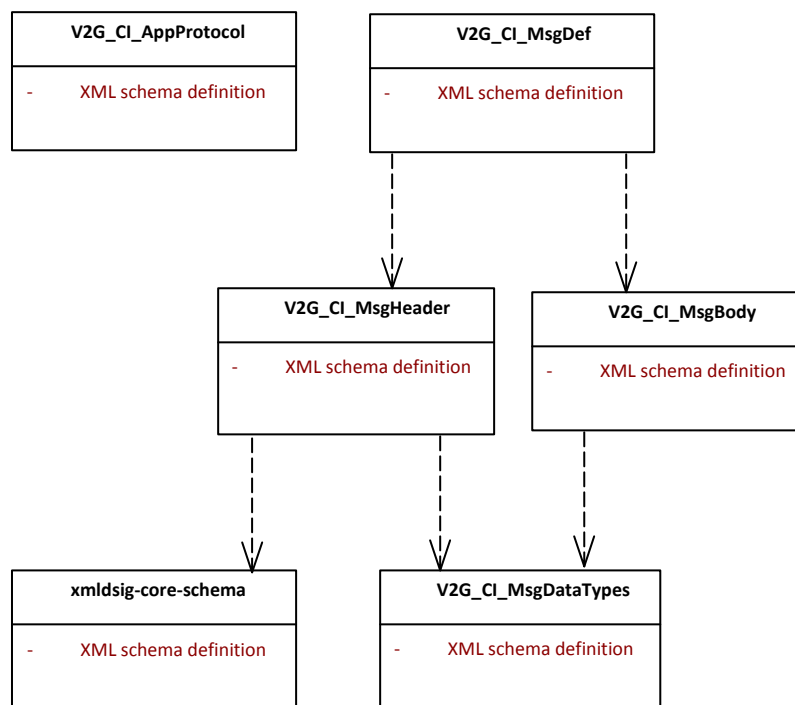 V2G_CI_AppProtocol
- XML schema definition
V2G_CI_MsgDef
- XML schema definition
V2G_CI_MsgHeader
- XML schema definition
V2G_CI_MsgBody
- XML schema definition
xmldsig-core-schema
- XML schema definition
V2G_CI_MsgDataTypes
- XML schema definition